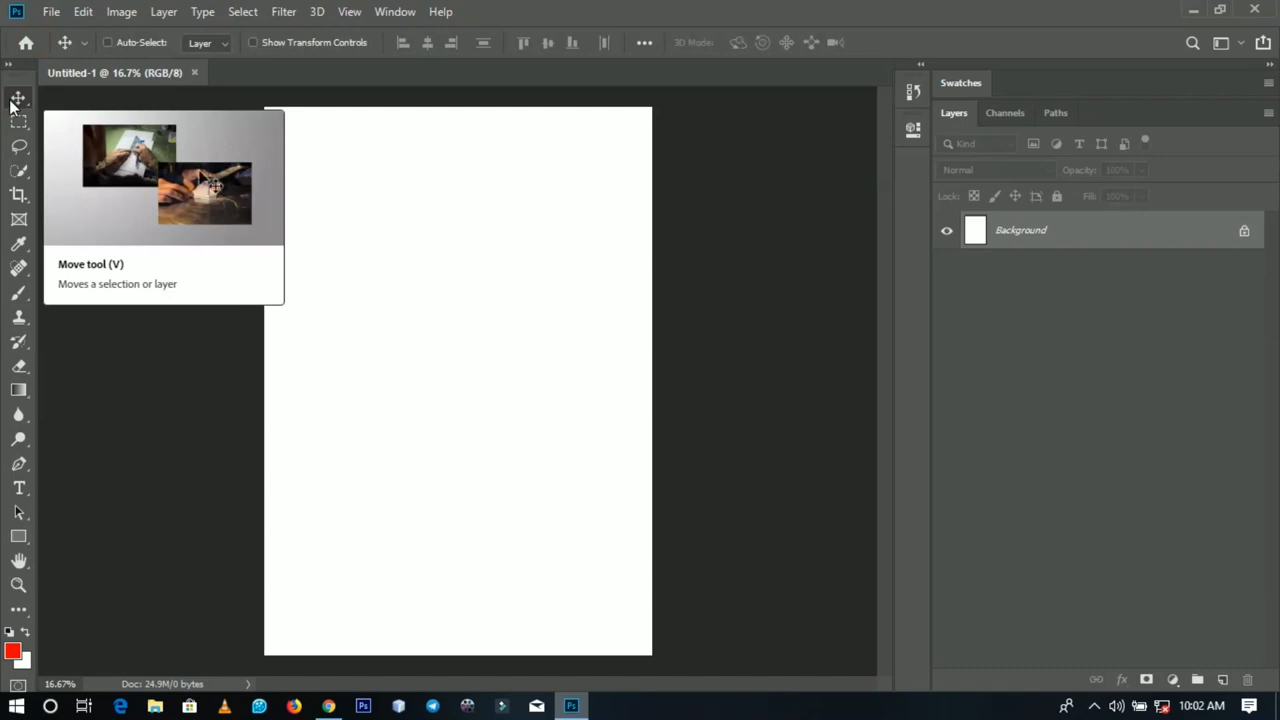 Ps File Edit Image Layer Type Select Filter 3D View Window Help
Auto-Select: Layer Show Transform Controls 3D Mode:
Untitled-1 @ 16.7% (RGB/8) ×
Swatches
Layers Channels Paths
Kind
Normal Opacity: 100%
Lock: Fill: 100%
Background
Move tool (V)
Moves a selection or layer
16.67% Doc: 24.9M/0 bytes
Ps Ps 10:02 AM